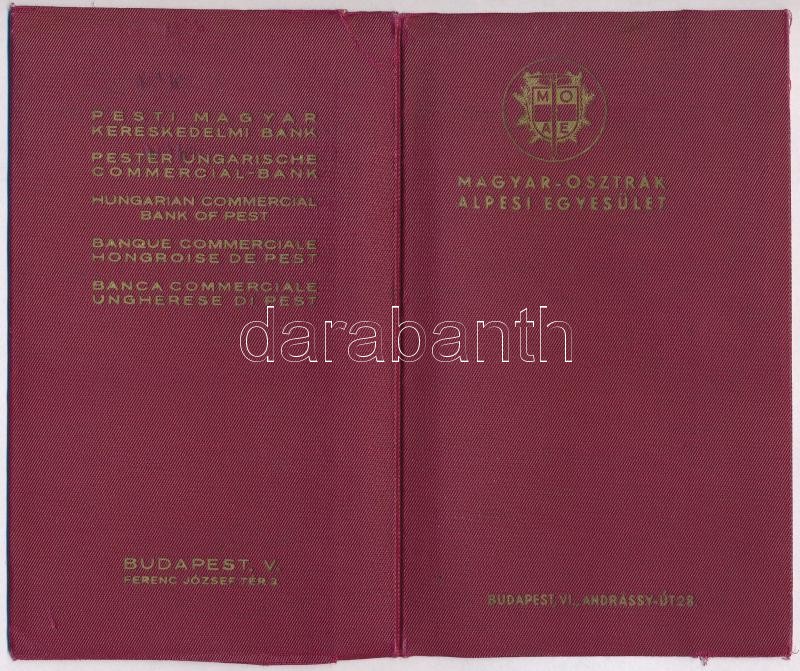 PESTI MAGYAR
KERESKEDELMI BANK
PESTER UNGARISCHE
COMMERCIAL-BANK
HUNGARIAN COMMERCIAL
BANK OF PEST
BANQUE COMMERCIALE
HONGROISE DE PEST
BANCA COMMERCIALE
UNGHERESE DI PEST
BUDAPEST, V.
FERENC JÓZSEF TÉR 3.
M O
A E
MAGYAR-OSZTRÁK
ALPESI EGYESÜLET
BUDAPEST, VI., ANDRÁSSY-ÚT 28.
darabanth